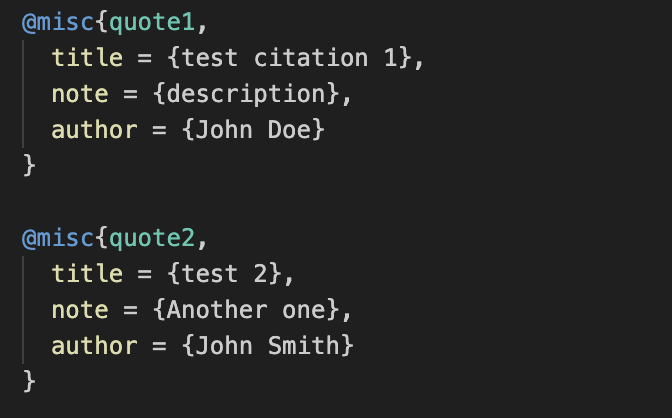 @misc{quote1,
  title = {test citation 1},
  note = {description},
  author = {John Doe}
}

@misc{quote2,
  title = {test 2},
  note = {Another one},
  author = {John Smith}
}